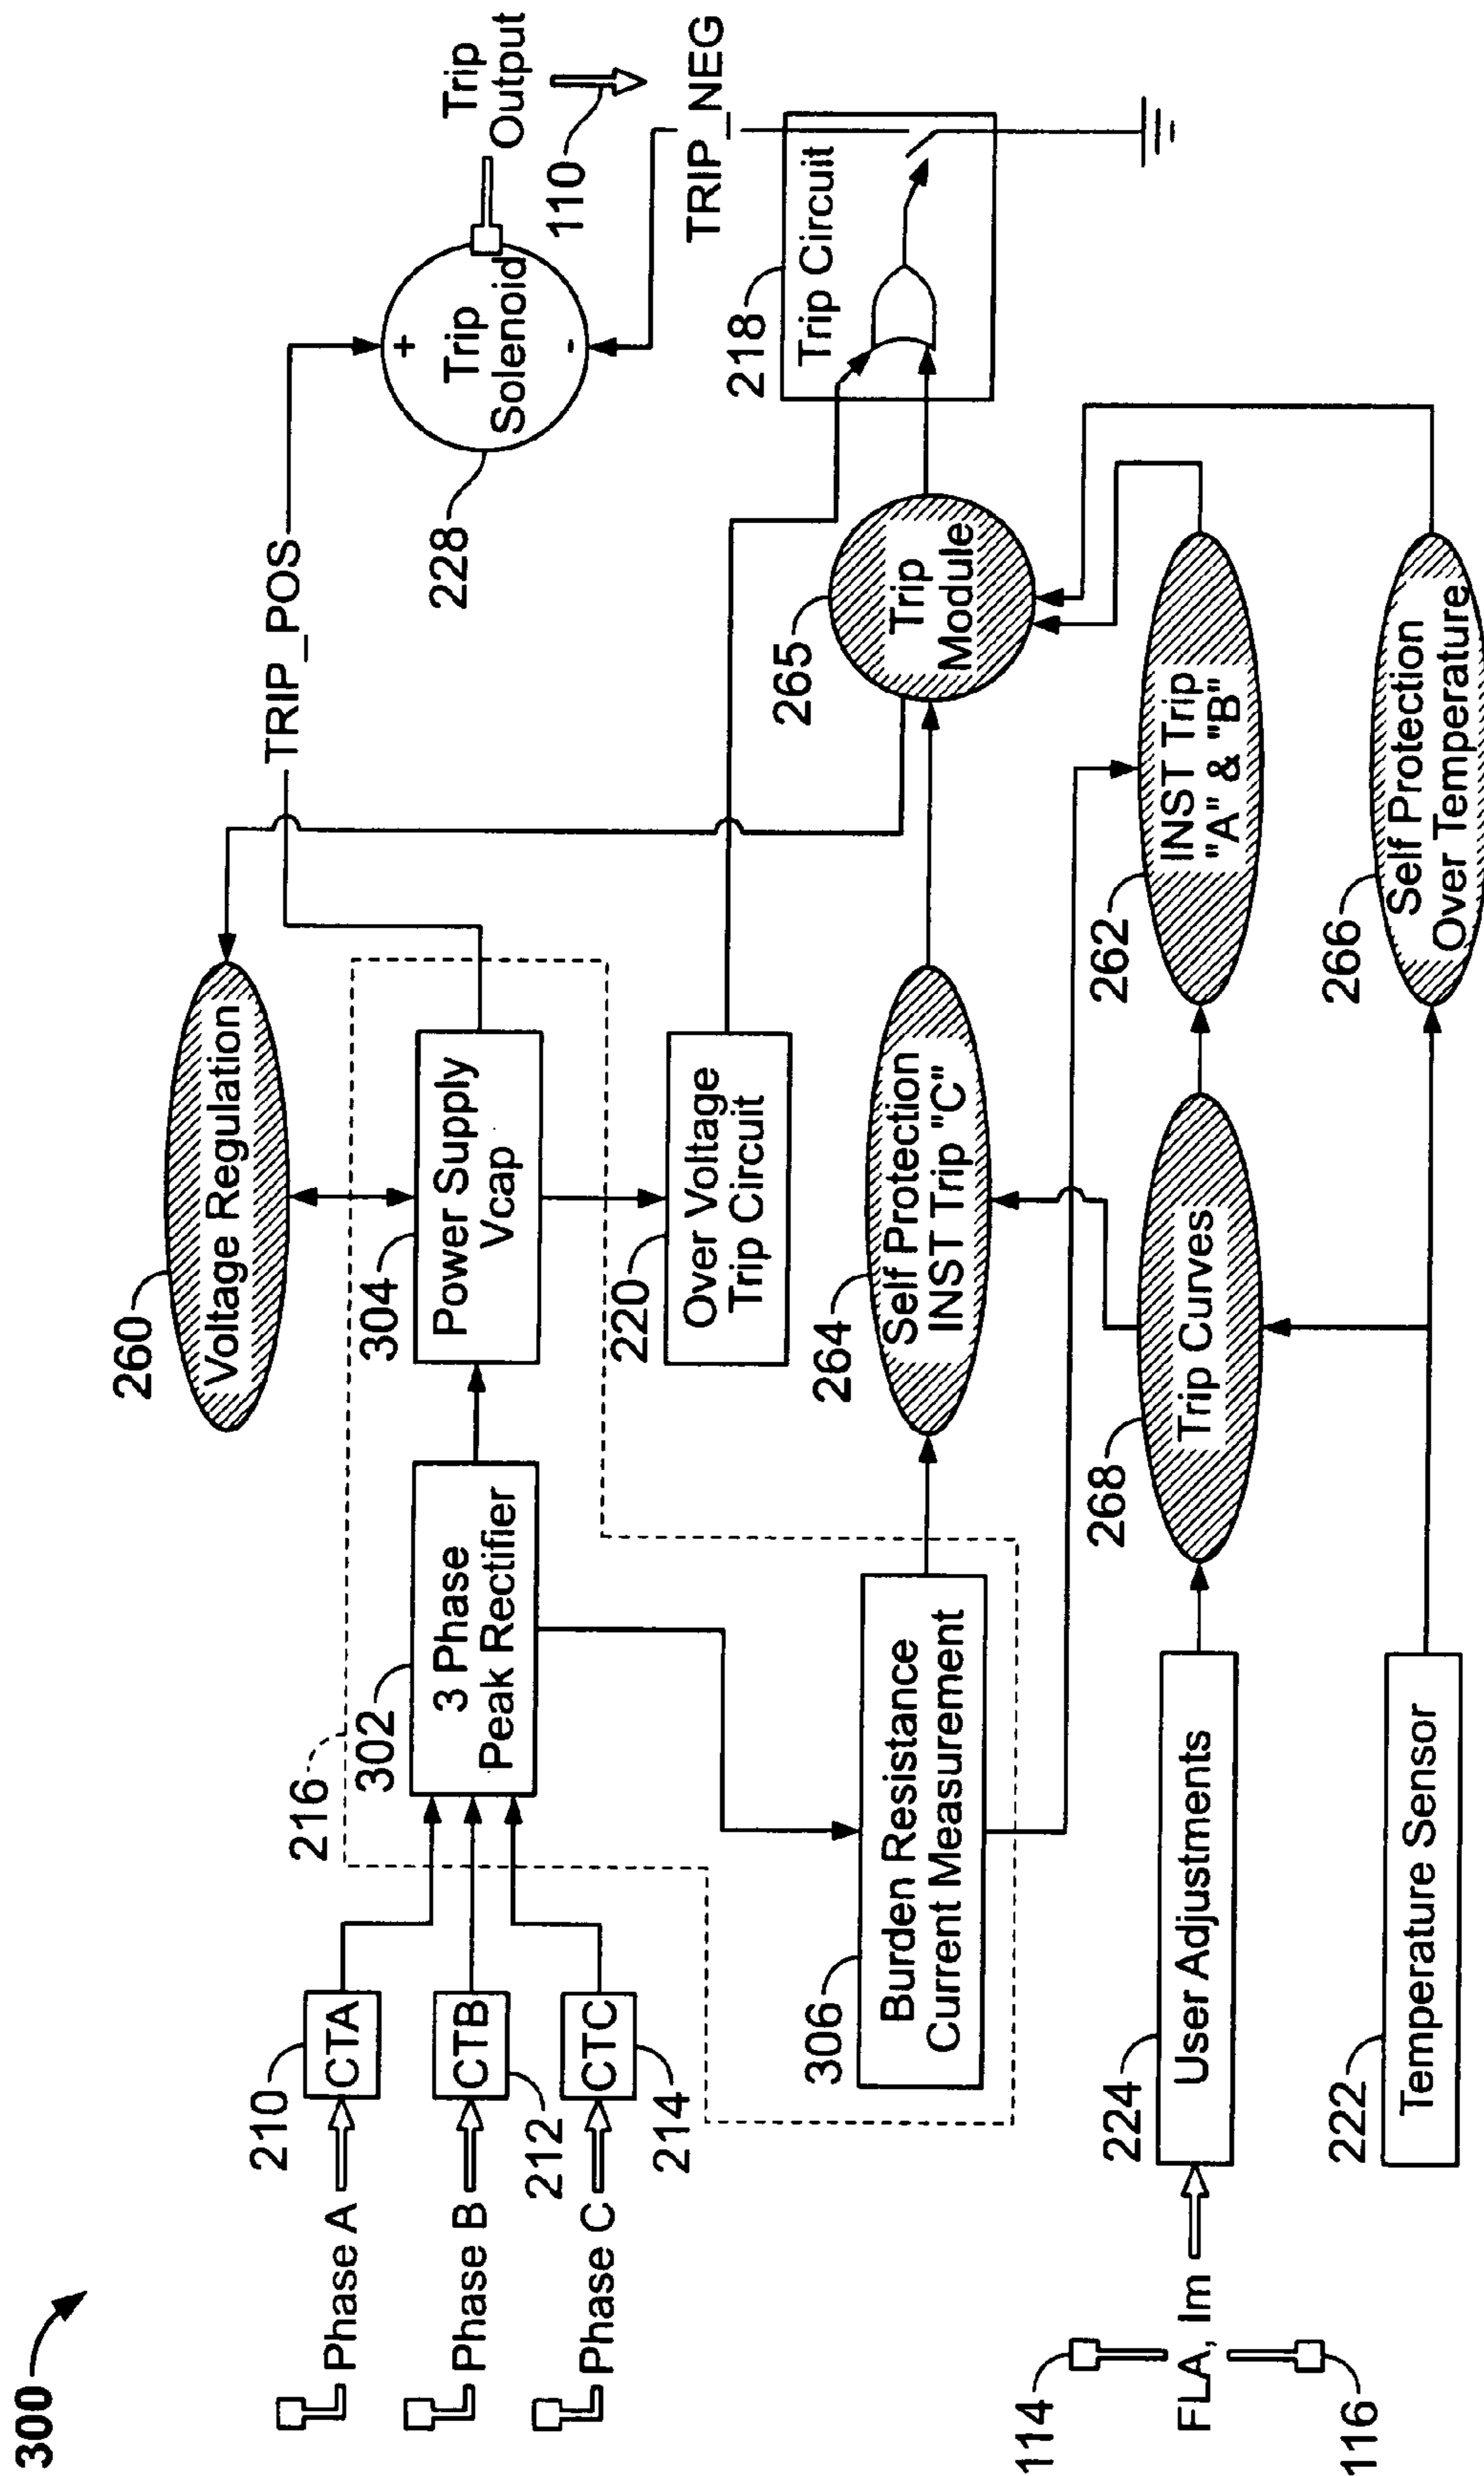 300
260
Voltage Regulation
TRIP_POS
216
302
3 Phase
Peak Rectifier
304
Power Supply
Vcap
228
+
Trip
Solenoid
-
Trip
Output
110
TRIP_NEG
210
CTA
Phase A
CTB
Phase B
212
CTC
Phase C
214
220
Over Voltage
Trip Circuit
218
Trip Circuit
265
Trip
Module
306
Burden Resistance
Current Measurement
264
Self Protection
INST Trip "C"
114
FLA, Im
116
224
User Adjustments
268
Trip Curves
262
INST Trip
"A" & "B"
222
Temperature Sensor
266
Self Protection
Over Temperature